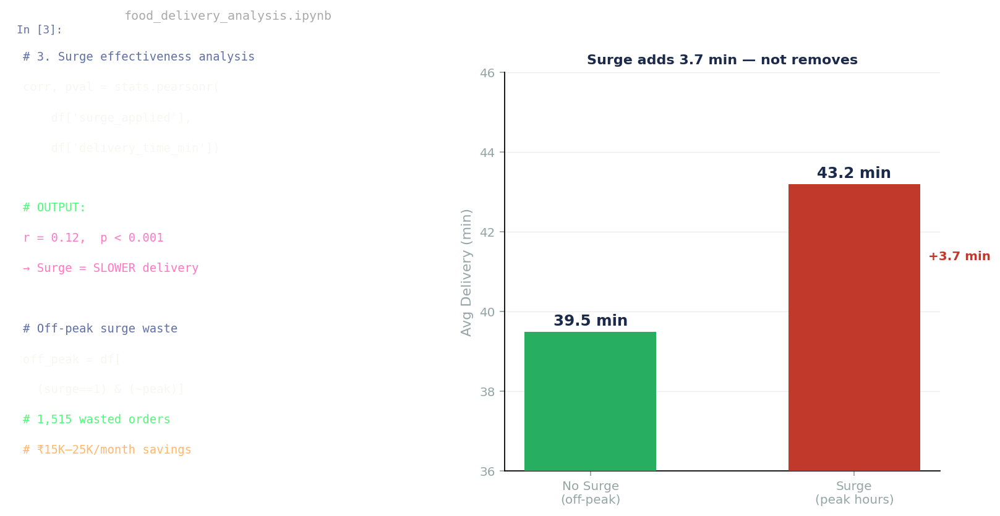 food_delivery_analysis.ipynb
In [3]:
# 3. Surge effectiveness analysis
corr, pval = stats.pearsonr(
df['surge_applied'],
df['delivery_time_min'])
# OUTPUT:
r = 0.12,  p < 0.001
→ Surge = SLOWER delivery
# Off-peak surge waste
off_peak = df[
(surge==1) & (~peak)]
# 1,515 wasted orders
# ₹15K–25K/month savings
Surge adds 3.7 min — not removes
46
44
42
40
38
36
Avg Delivery (min)
39.5 min
43.2 min
+3.7 min
No Surge
(off-peak)
Surge
(peak hours)